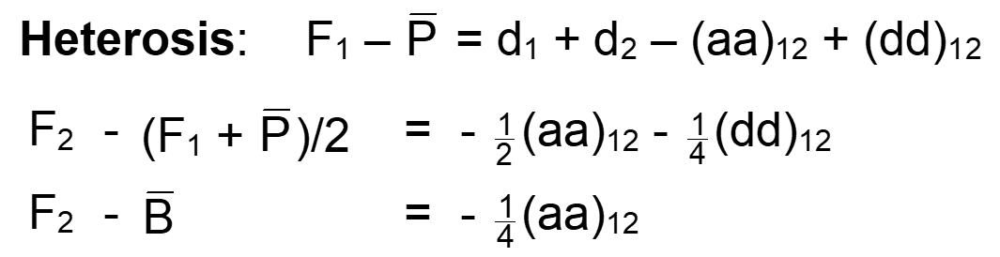 Heterosis: F₁ – P̅ = d₁ + d₂ – (aa)₁₂ + (dd)₁₂
F₂ - (F₁ + P̅)/2 = - ½(aa)₁₂ - ¼(dd)₁₂
F₂ - B̅ = - ¼(aa)₁₂